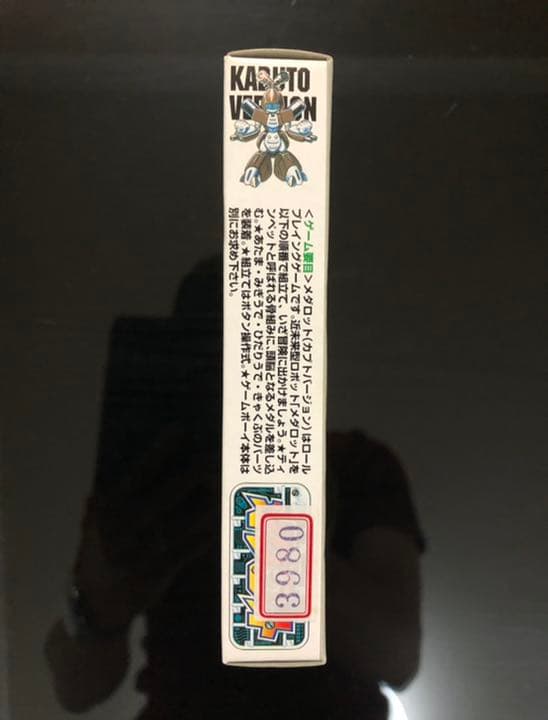 KABUTO
VERSION
<ゲーム要目>メダロット(カブトバージョン)はロール
プレイングゲームです。近未来型ロボット「メダロット」を
以下の順番で組立て、いざ冒険に出かけましょう。★ティ
ンペットと呼ばれる骨組みに、頭脳となるメダルを差し込
む。★あたま・みぎうで・ひだりうで・きゃくぶのパーツ
を装着。★組立てはボタン操作式。★ゲームボーイ本体は
別にお求め下さい。
3980